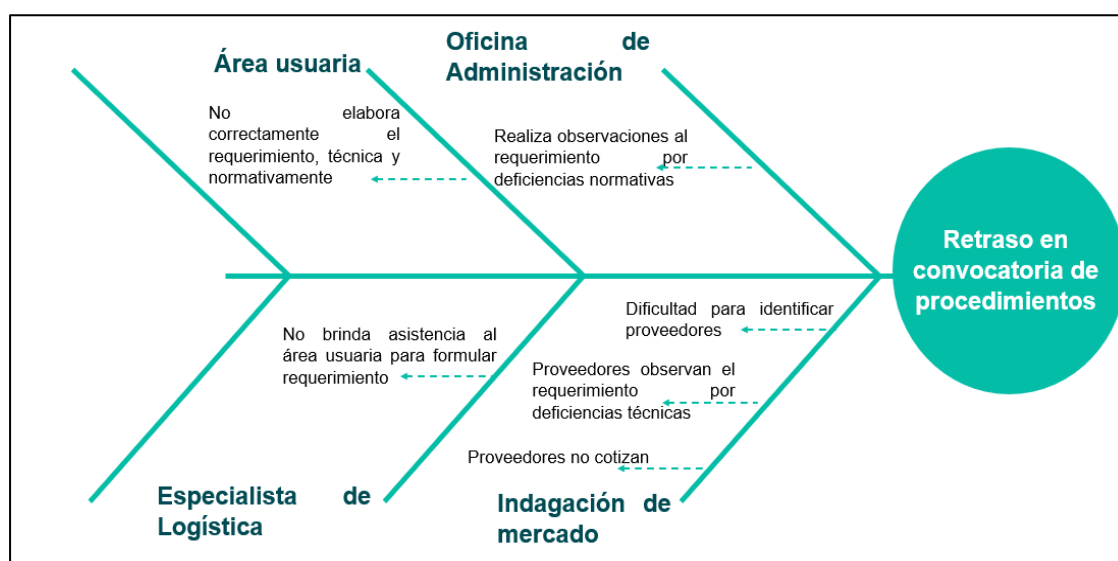 Área usuaria
Oficina de
Administración
No elabora
correctamente el
requerimiento, técnica y
normativamente
Realiza observaciones al
requerimiento por
deficiencias normativas
Retraso en
convocatoria de
procedimientos
No brinda asistencia al
área usuaria para formular
requerimiento
Dificultad para identificar
proveedores
Proveedores observan el
requerimiento por
deficiencias técnicas
Proveedores no cotizan
Especialista de
Logística
Indagación de
mercado